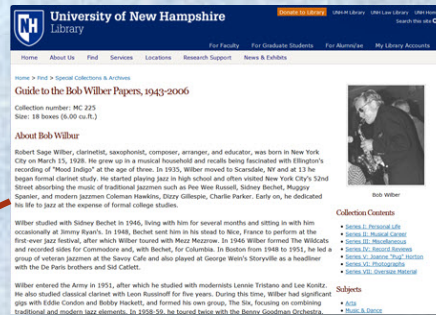 Donate to Library UNH-M Library UNH Law Library UNH Home
University of New Hampshire
Library
Search this site
For Faculty For Graduate Students For Alumni/ae My Library Accounts
Home About Us Find Services Locations Research Support News & Exhibits
Home > Find > Special Collections & Archives
Guide to the Bob Wilber Papers, 1943-2006
Collection number: MC 225
Size: 18 boxes (6.00 cu.ft.)
About Bob Wilbur
Robert Sage Wilber, clarinetist, saxophonist, composer, arranger, and educator, was born in New York
City on March 15, 1928. He grew up in a musical household and recalls being fascinated with Ellington's
recording of "Mood Indigo" at the age of three. In 1935, Wilber moved to Scarsdale, NY and at 13 he
began formal clarinet study. He started playing jazz in high school and often visited New York City's 52nd
Street absorbing the music of traditional jazzmen such as Pee Wee Russell, Sidney Bechet, Muggsy
Spanier, and modern jazzmen Coleman Hawkins, Dizzy Gillespie, Charlie Parker. Early on, he dedicated
his life to jazz at the expense of formal college studies.
Wilber studied with Sidney Bechet in 1946, living with him for several months and sitting in with him
occasionally at Jimmy Ryan's. In 1948, Bechet sent him in his stead to Nice, France to perform at the
first-ever jazz festival, after which Wilber toured with Mezz Mezzrow. In 1946 Wilber formed The Wildcats
and recorded sides for Commodore and, with Bechet, for Columbia. In Boston from 1948 to 1951, he led a
group of veteran jazzmen at the Savoy Cafe and also played at George Wein's Storyville as a headliner
with the De Paris brothers and Sid Catlett.
Wilber entered the Army in 1951, after which he studied with modernists Lennie Tristano and Lee Konitz.
He also studied classical clarinet with Leon Russinoff for five years. During this time, Wilber had significant
gigs with Eddie Condon and Bobby Hackett, and formed his own group, The Six, focusing on combining
traditional and modern jazz elements. In 1958-59, he toured twice with the Benny Goodman Orchestra,
Bob Wilber
Collection Contents
Series I: Personal Life
Series II: Musical Career
Series III: Miscellaneous
Series IV: Record Reviews
Series V: Joanne "Pug" Horton
Series VI: Photographs
Series VII: Oversize Material
Subjects
Arts
Music & Dance